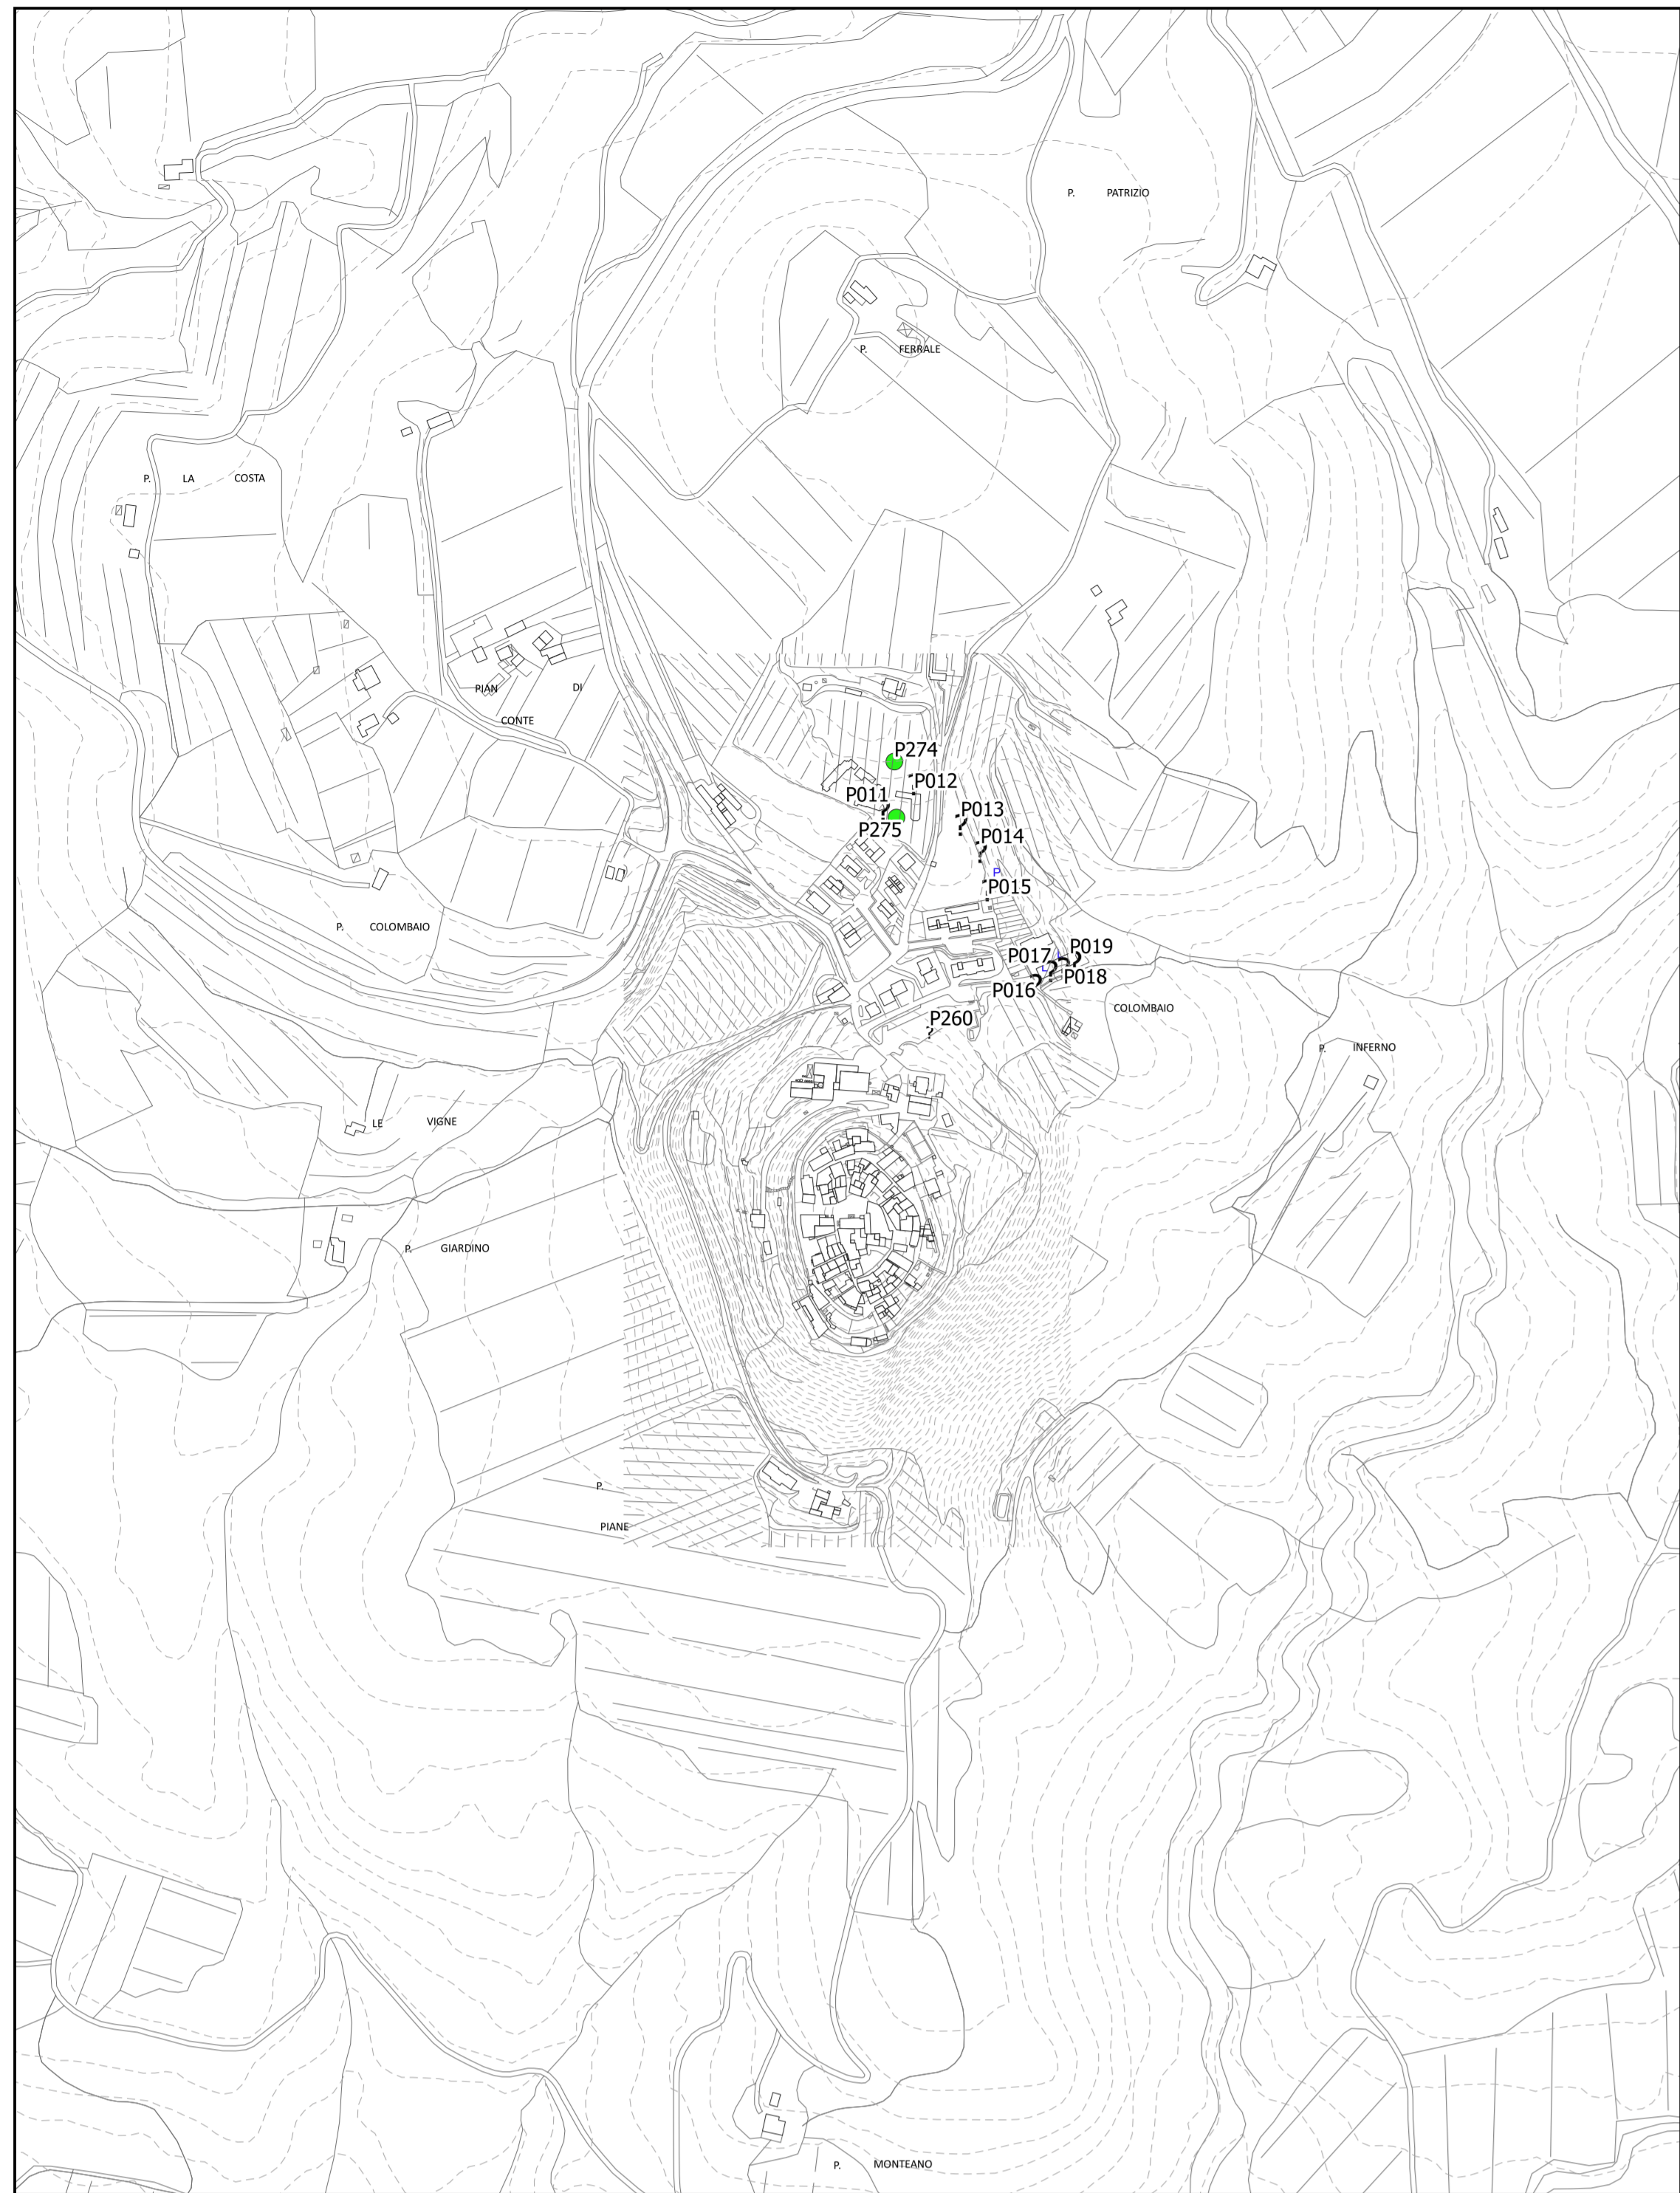 P. PATRIZIO
P. FERRALE
P. LA COSTA
PIAN DI
CONTE
P274
P012
P011
P013
P275
P014
P
P015
P. COLOMBAIO
P019
P017
L
L
P018
P016
COLOMBAIO
P260
?
P. INFERNO
LE VIGNE
P. GIARDINO
P.
PIANE
P. MONTEANO